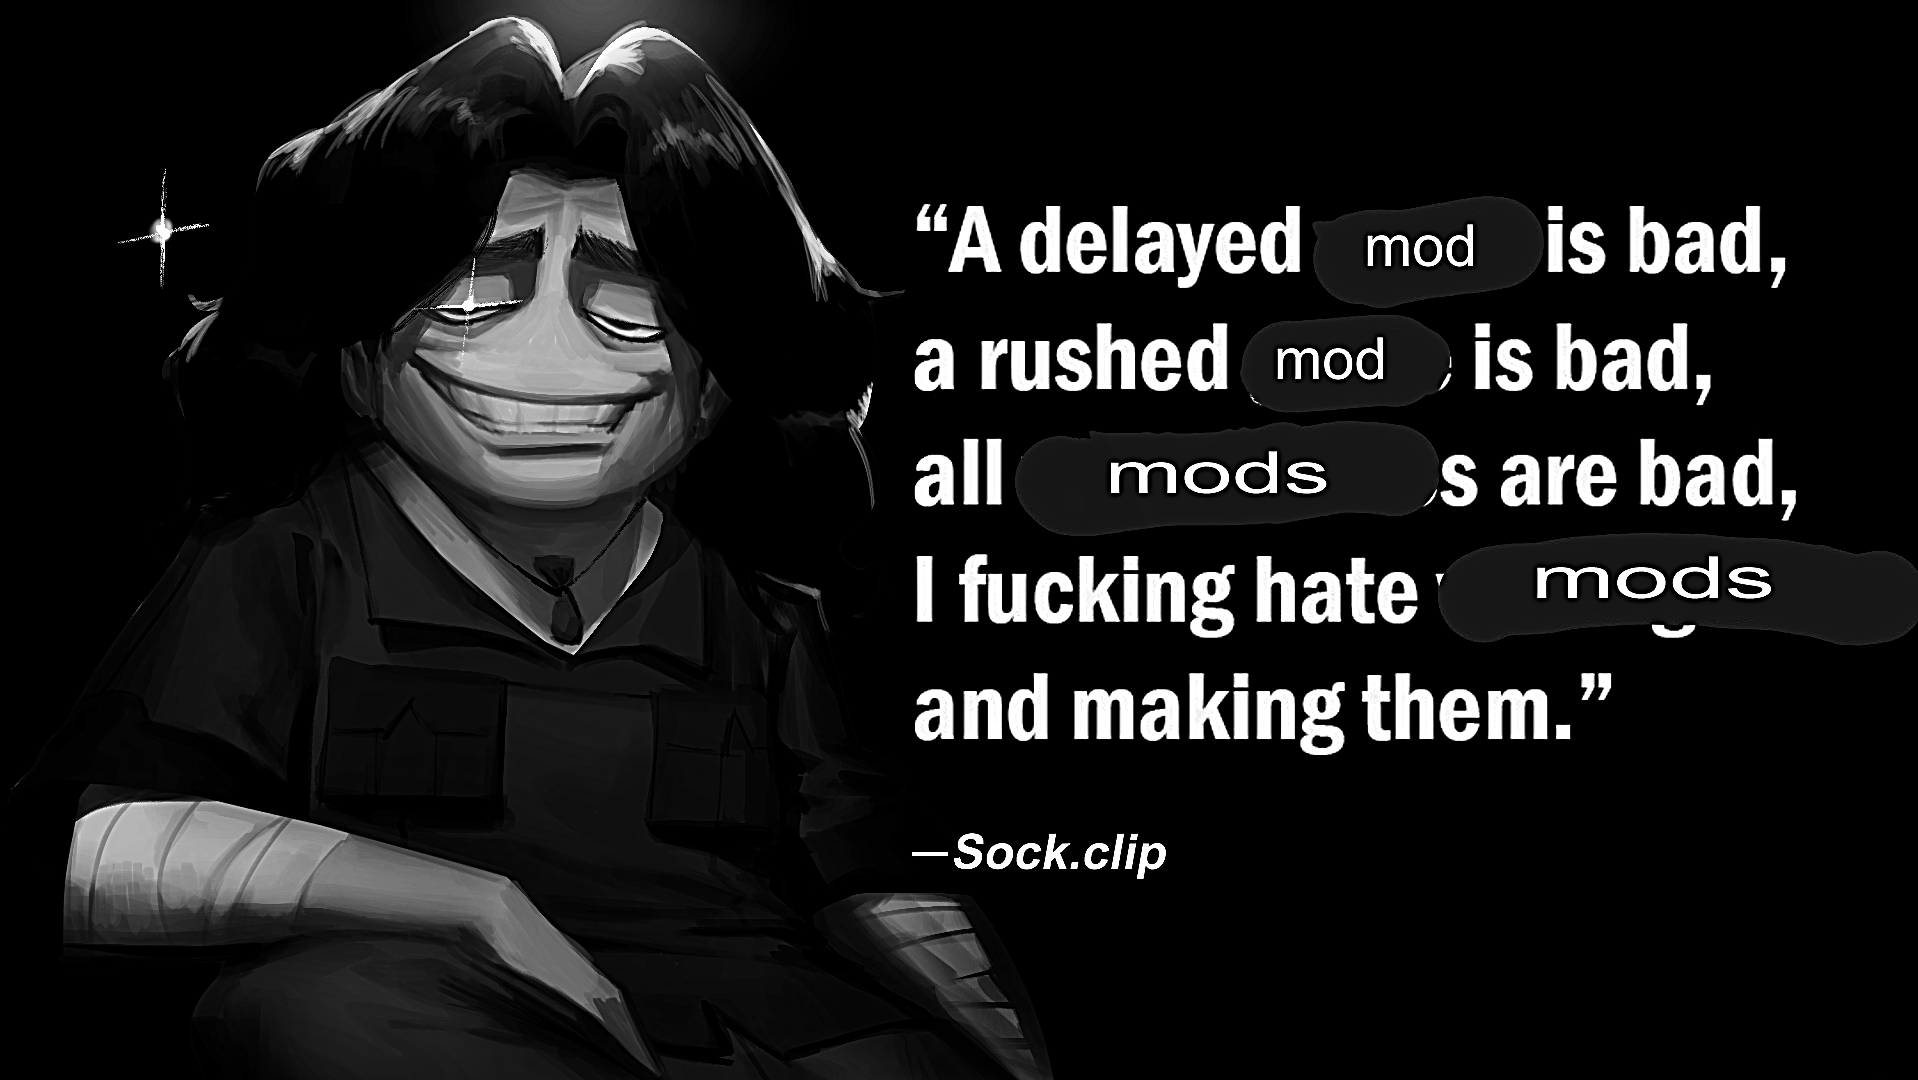 “A delayed mod is bad,
a rushed mod is bad,
all mods s are bad,
I fucking hate mods
and making them.”
—Sock.clip